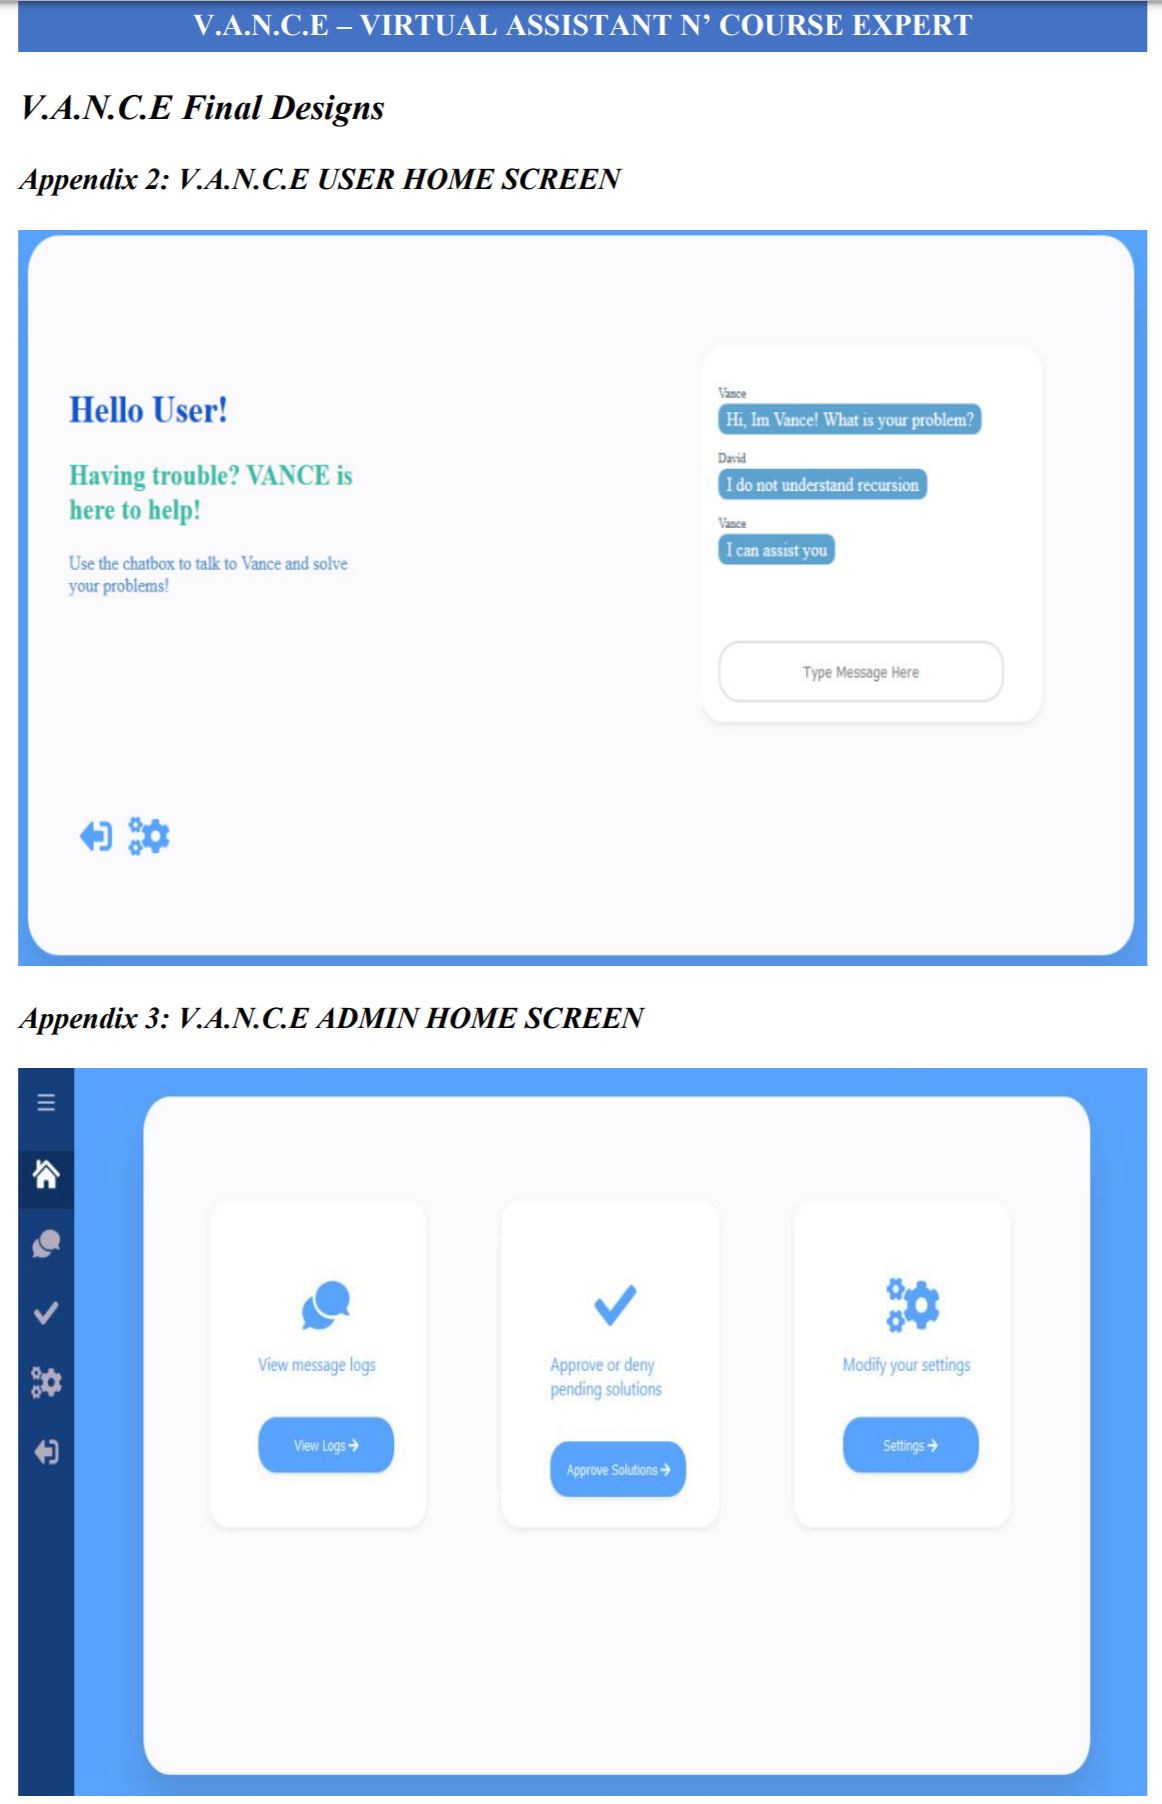 V.A.N.C.E – VIRTUAL ASSISTANT N’ COURSE EXPERT
V.A.N.C.E Final Designs
Appendix 2: V.A.N.C.E USER HOME SCREEN
Hello User!
Having trouble? VANCE is
here to help!
Use the chatbox to talk to Vance and solve
your problems!
Vance
Hi, Im Vance! What is your problem?
David
I do not understand recursion
Vance
I can assist you
Type Message Here
Appendix 3: V.A.N.C.E ADMIN HOME SCREEN
View message logs
View Logs
Approve or deny
pending solutions
Approve Solutions
Modify your settings
Settings